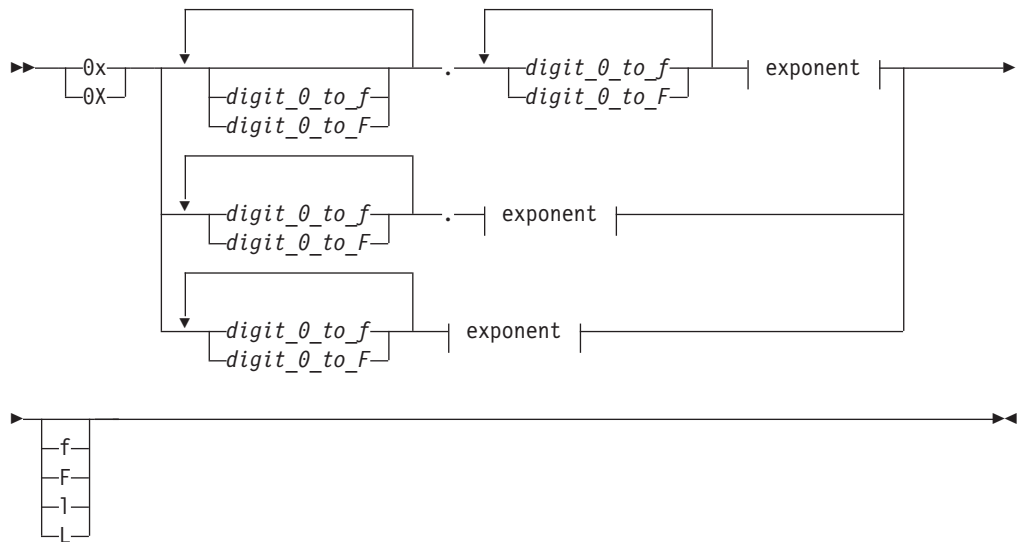 0x . digit_0_to_f exponent
0X digit_0_to_f digit_0_to_F
digit_0_to_F
digit_0_to_f . exponent
digit_0_to_F
digit_0_to_f exponent
digit_0_to_F
f
F
l
L